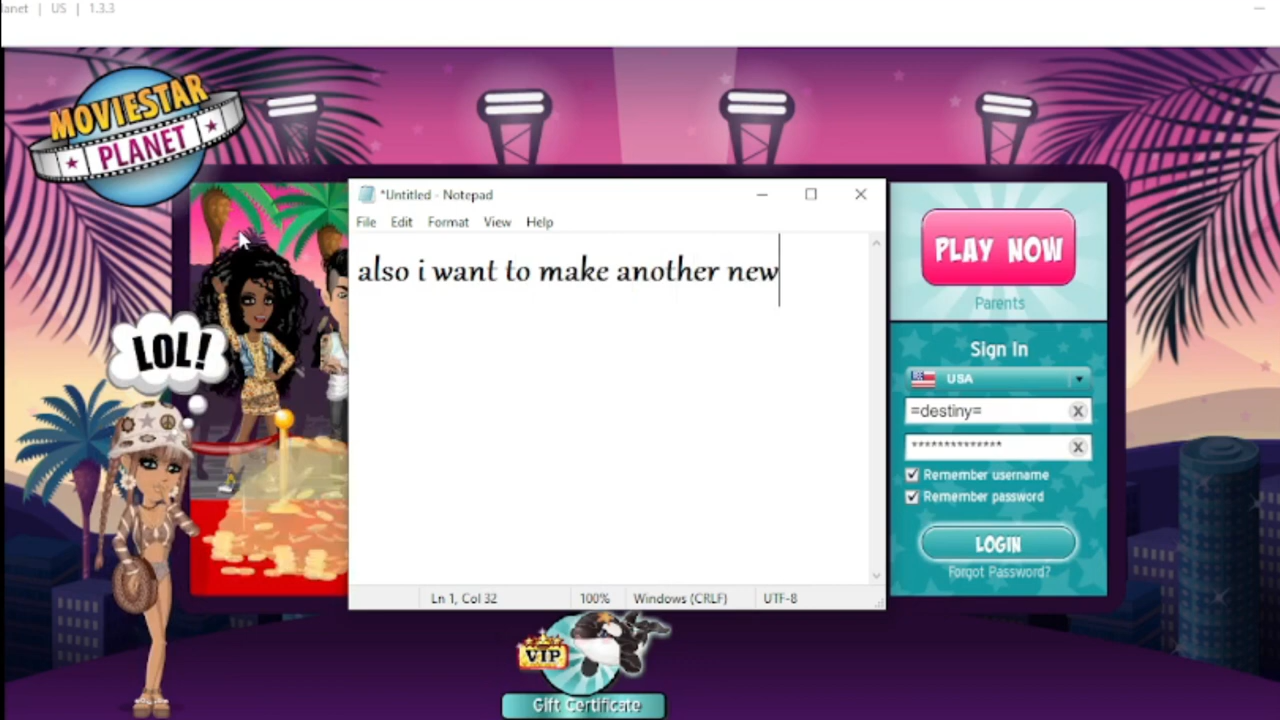 lanet | US | 1.3.3
MOVIESTAR
PLANET
*Untitled - Notepad
File Edit Format View Help
also i want to make another new
Ln 1, Col 32 100% Windows (CRLF) UTF-8
LOL!
PLAY NOW
Parents
Sign In
USA
=destiny=
**************
Remember username
Remember password
LOGIN
Forgot Password?
VIP
Gift Certificate